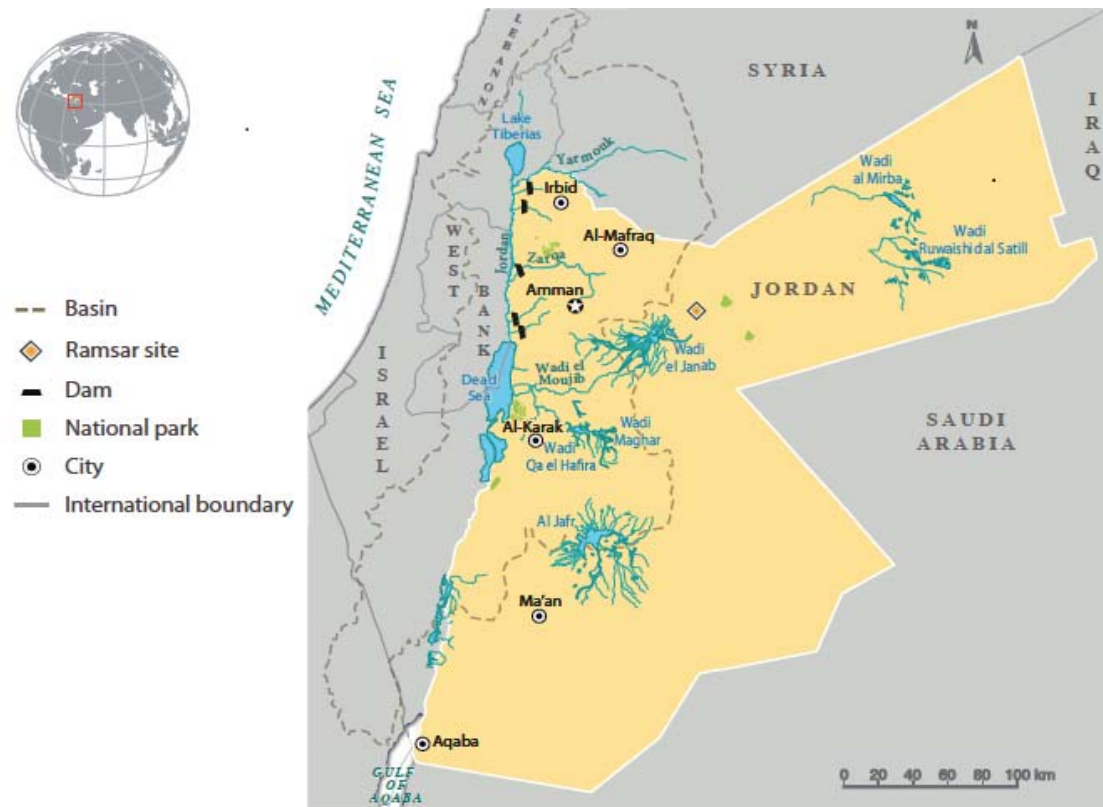 Basin
Ramsar site
Dam
National park
City
International boundary
MEDITERRANEAN SEA
LEBANON
SYRIA
IRAQ
N
Lake
Tiberias
Yarmouk
Irbid
Al-Mafraq
Wadi
al Mirba
Wadi
Ruwaishid al Satill
WEST
BANK
Jordan
Zarqa
Amman
JORDAN
ISRAEL
Dead
Sea
Wadi el
Moujib
Wadi
el Janab
Al-Karak
Wadi
Qa el Hafira
Wadi
Maghar
SAUDI
ARABIA
Al Jafr
Ma'an
Aqaba
GULF
OF
AQABA
0 20 40 60 80 100 km